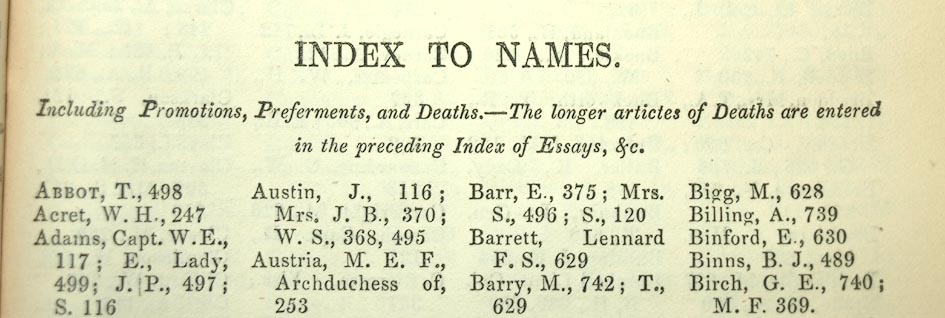 INDEX TO NAMES.
Including Promotions, Preferments, and Deaths.—The longer articles of Deaths are entered
in the preceding Index of Essays, &c.
ABBOT, T., 498
Acret, W. H., 247
Adams, Capt. W.E.,
117 ; E., Lady,
499; J. P., 497 ;
S. 116
Austin, J., 116 ;
Mrs. J. B., 370 ;
W. S., 368, 495
Austria, M. E. F.,
Archduchess of,
253
Barr, E., 375 ; Mrs.
S., 496 ; S., 120
Barrett, Lennard
F. S., 629
Barry, M., 742 ; T.,
629
Bigg, M., 628
Billing, A., 739
Binford, E., 630
Binns, B. J., 489
Birch, G. E., 740 ;
M. F. 369.